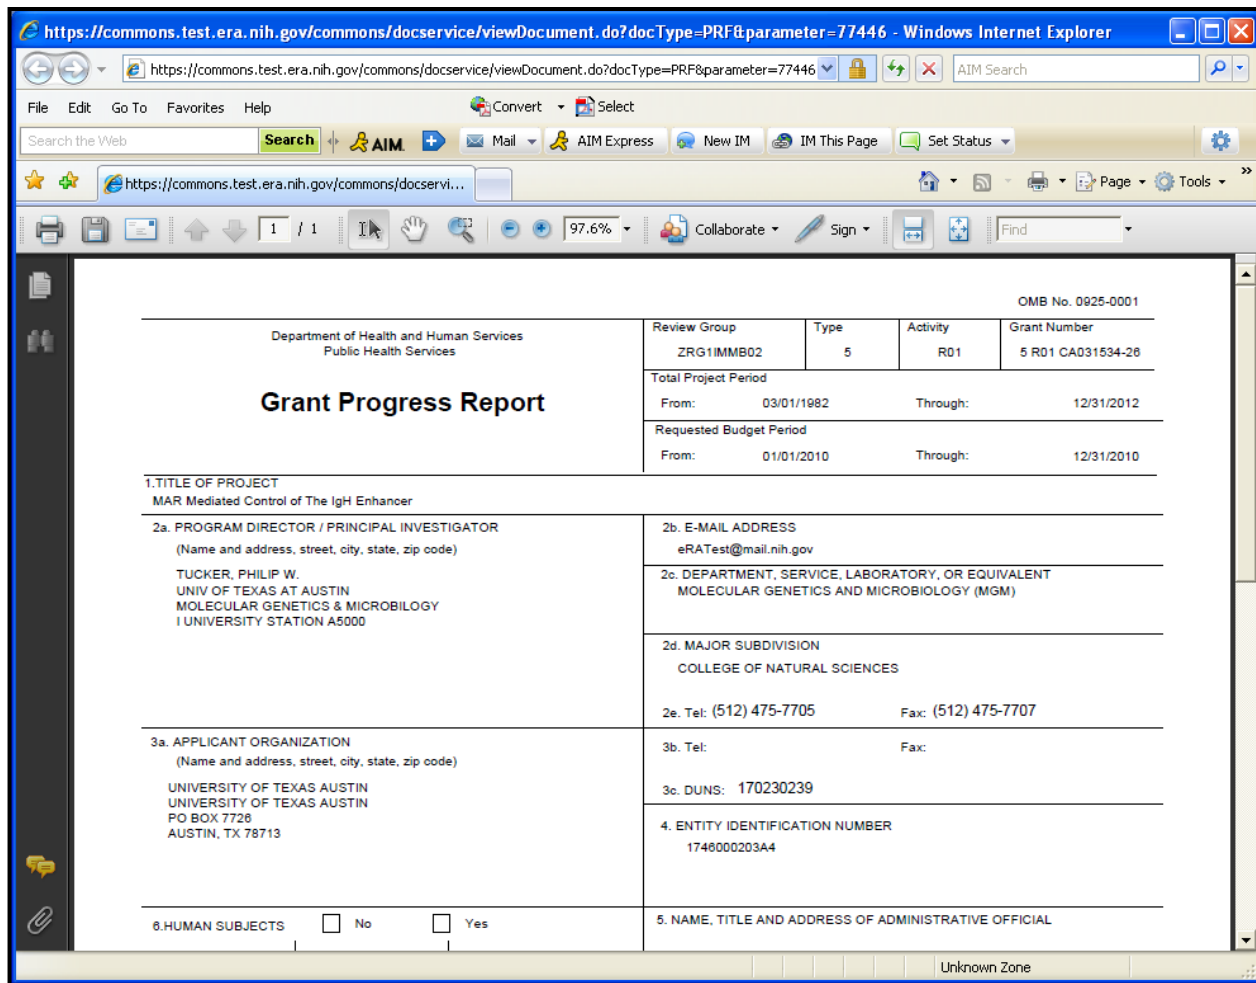 https://commons.test.era.nih.gov/commons/docservice/viewDocument.do?docType=PRF&parameter=77446 - Windows Internet Explorer
https://commons.test.era.nih.gov/commons/docservice/viewDocument.do?docType=PRF&parameter=77446 AIM Search
File Edit Go To Favorites Help Convert Select
Search the Web Search AIM. Mail AIM Express New IM IM This Page Set Status
https://commons.test.era.nih.gov/commons/docservi... Page Tools »
1 / 1 97.6% Collaborate Sign Find
OMB No. 0925-0001
Department of Health and Human Services
Public Health Services
Grant Progress Report
Review Group Type Activity Grant Number
ZRG1IMMB02 5 R01 5 R01 CA031534-26
Total Project Period
From: 03/01/1982 Through: 12/31/2012
Requested Budget Period
From: 01/01/2010 Through: 12/31/2010
1.TITLE OF PROJECT
MAR Mediated Control of The IgH Enhancer
2a. PROGRAM DIRECTOR / PRINCIPAL INVESTIGATOR
(Name and address, street, city, state, zip code)
TUCKER, PHILIP W.
UNIV OF TEXAS AT AUSTIN
MOLECULAR GENETICS & MICROBILOGY
I UNIVERSITY STATION A5000
2b. E-MAIL ADDRESS
eRATest@mail.nih.gov
2c. DEPARTMENT, SERVICE, LABORATORY, OR EQUIVALENT
MOLECULAR GENETICS AND MICROBIOLOGY (MGM)
2d. MAJOR SUBDIVISION
COLLEGE OF NATURAL SCIENCES
2e. Tel: (512) 475-7705 Fax: (512) 475-7707
3a. APPLICANT ORGANIZATION
(Name and address, street, city, state, zip code)
UNIVERSITY OF TEXAS AUSTIN
UNIVERSITY OF TEXAS AUSTIN
PO BOX 7726
AUSTIN, TX 78713
3b. Tel: Fax:
3c. DUNS: 170230239
4. ENTITY IDENTIFICATION NUMBER
1746000203A4
6.HUMAN SUBJECTS No Yes
5. NAME, TITLE AND ADDRESS OF ADMINISTRATIVE OFFICIAL
Unknown Zone